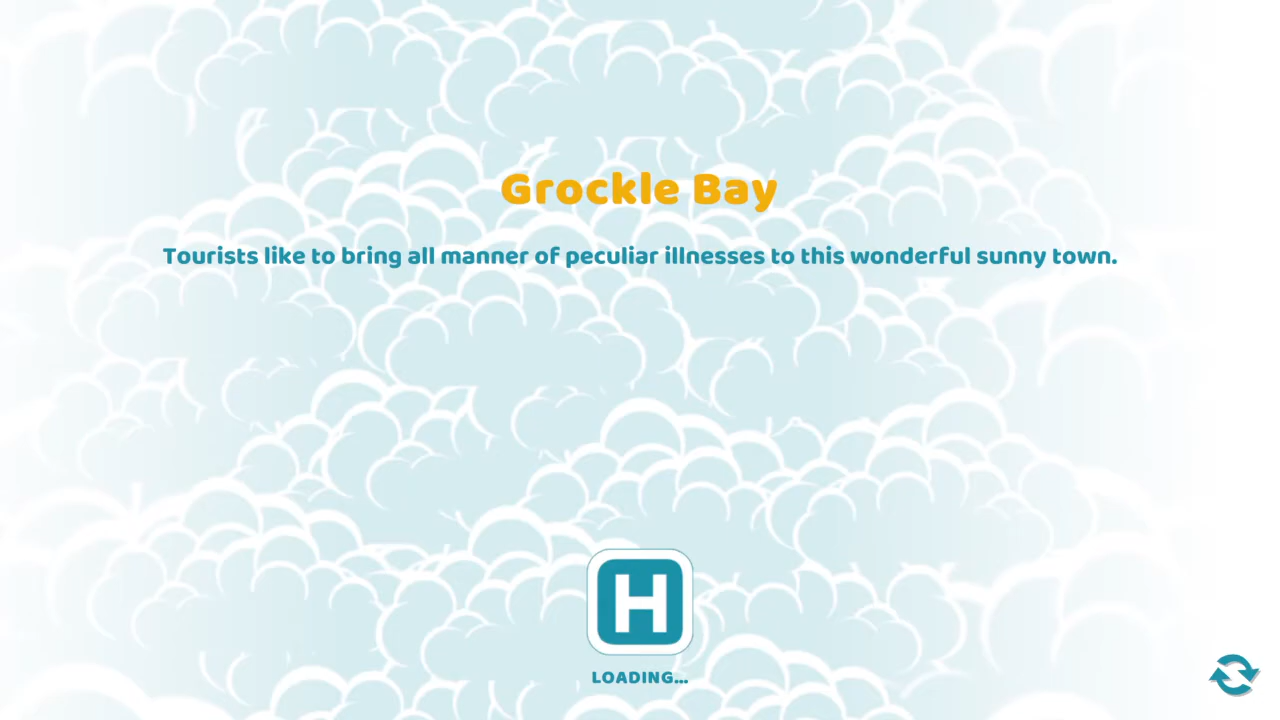 Grockle Bay
Tourists like to bring all manner of peculiar illnesses to this wonderful sunny town.
H
LOADING...